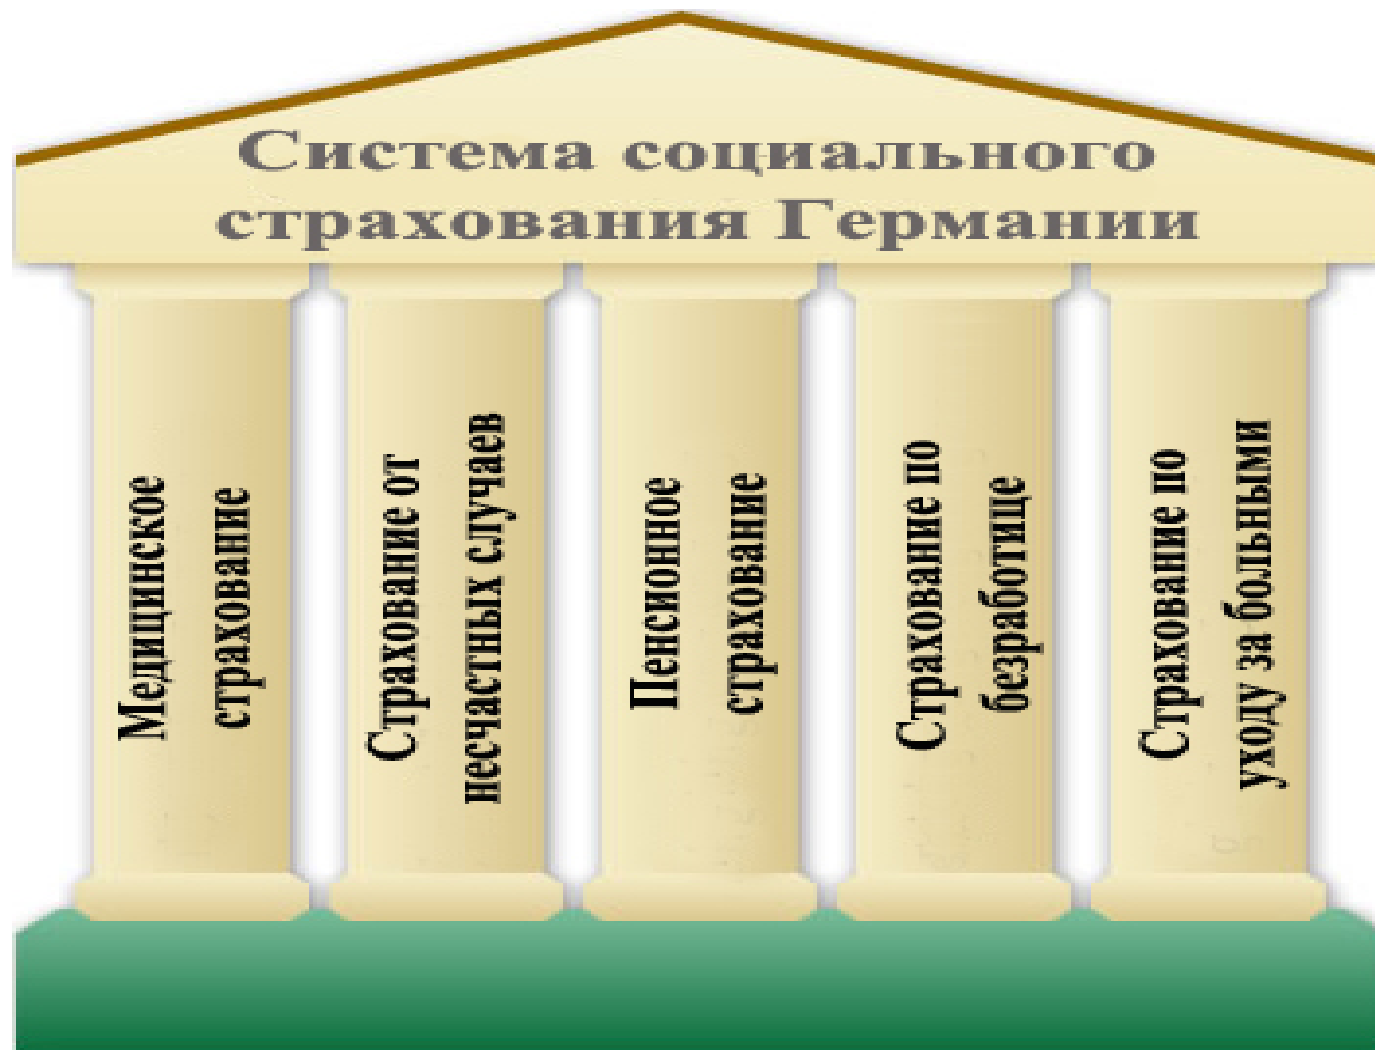 Система социального
страхования Германии
Медицинское
страхование
Страхование от
несчастных случаев
Пенсионное
страхование
Страхование по
безработице
Страхование по
уходу за больными